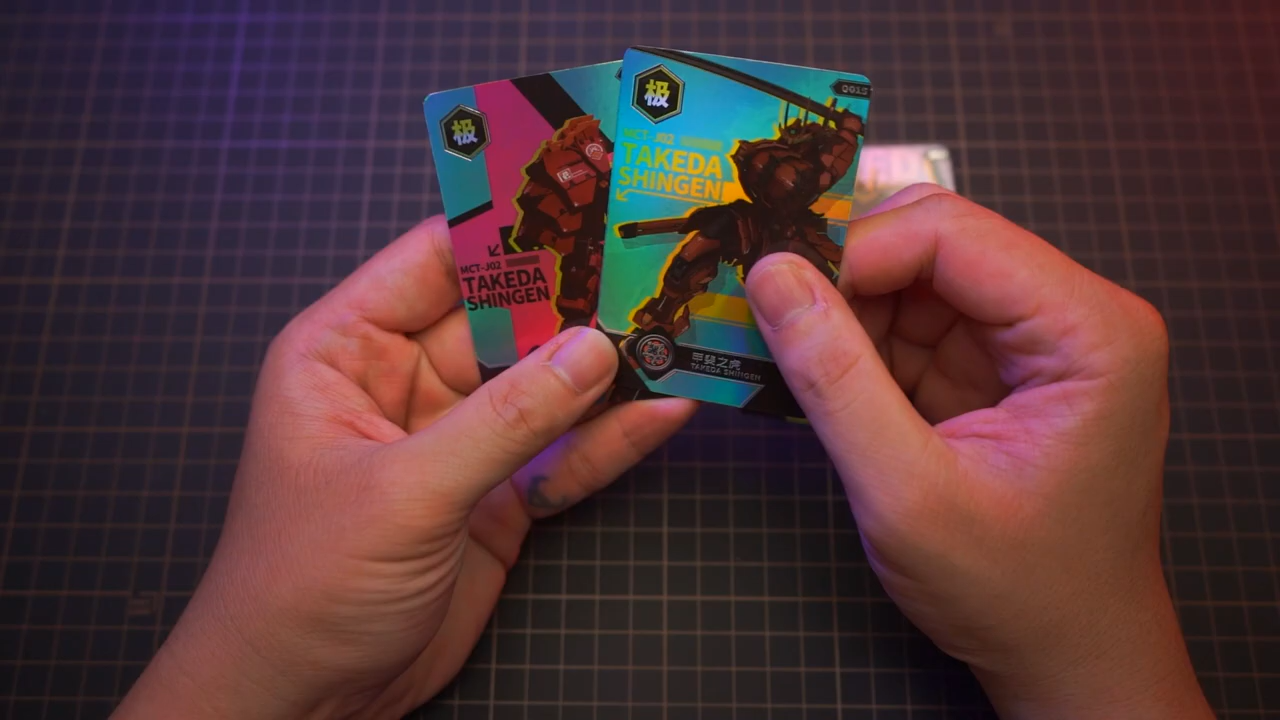 极
MCT-J02
TAKEDA
SHINGEN
极
0015
MCT-J02
TAKEDA
SHINGEN
甲斐之虎
TAKEDA SHINGEN